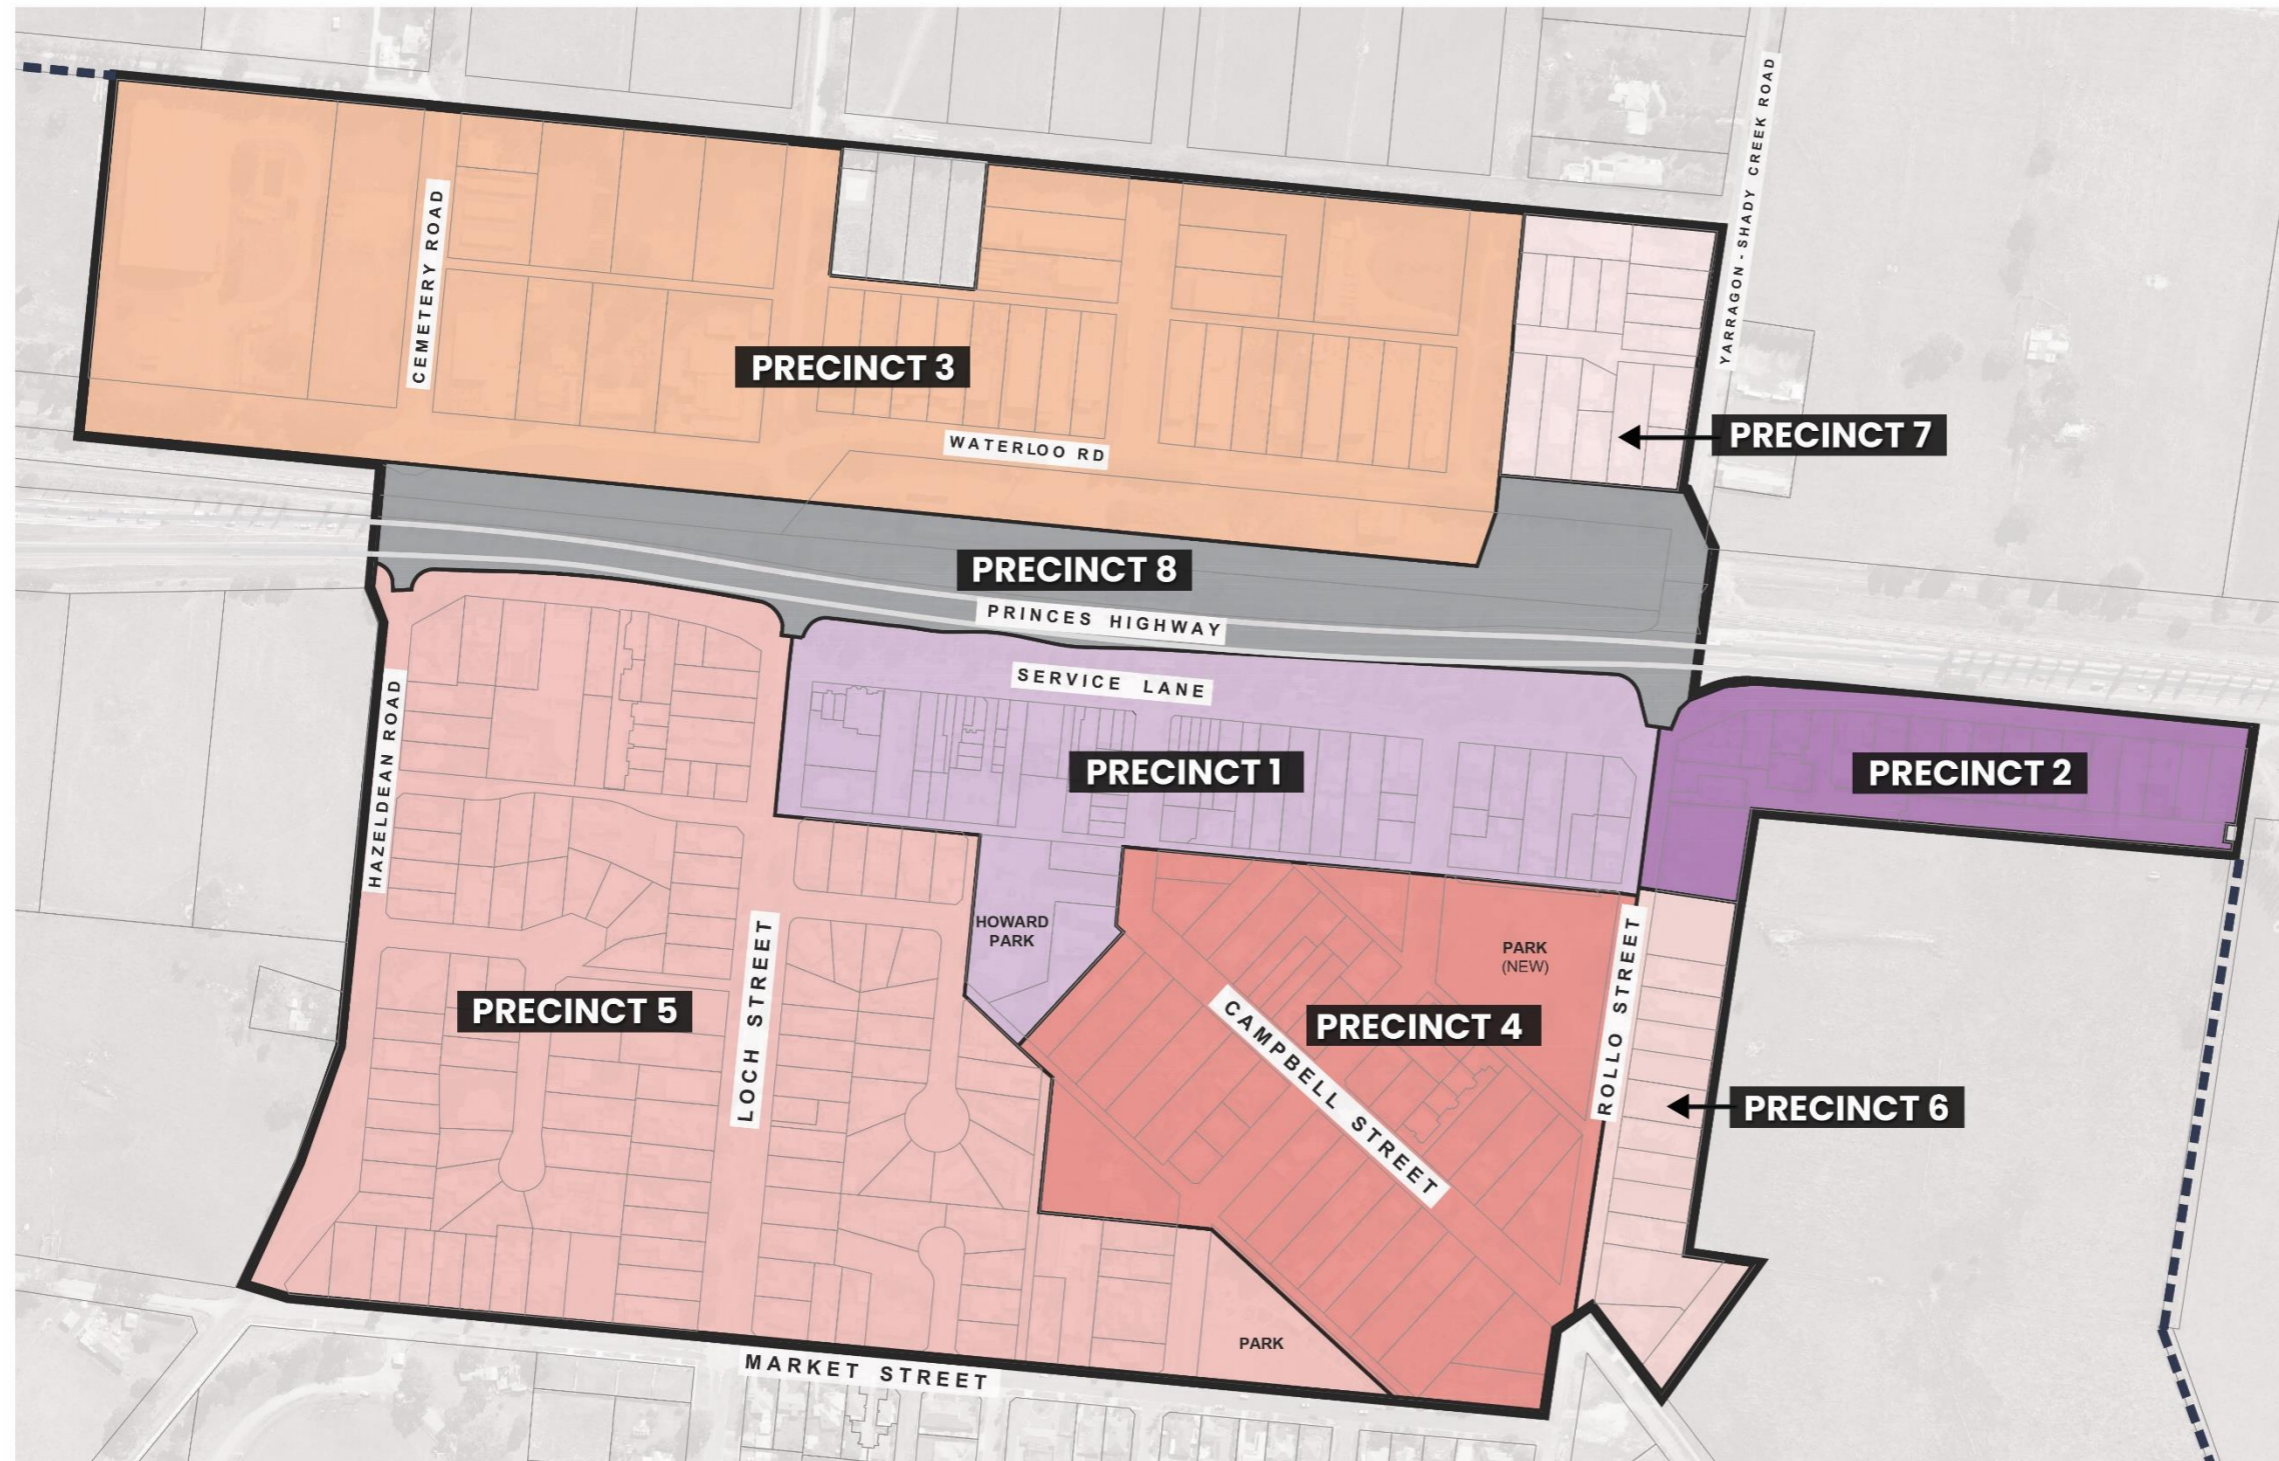 YARRAGON - SHADY CREEK ROAD
CEMETERY ROAD
PRECINCT 3
WATERLOO RD
PRECINCT 7
PRECINCT 8
PRINCES HIGHWAY
SERVICE LANE
HAZELDEAN ROAD
PRECINCT 1
PRECINCT 2
HOWARD
PARK
PARK
(NEW)
LOCH STREET
ROLLO STREET
PRECINCT 5
CAMPBELL STREET
PRECINCT 4
PRECINCT 6
PARK
MARKET STREET